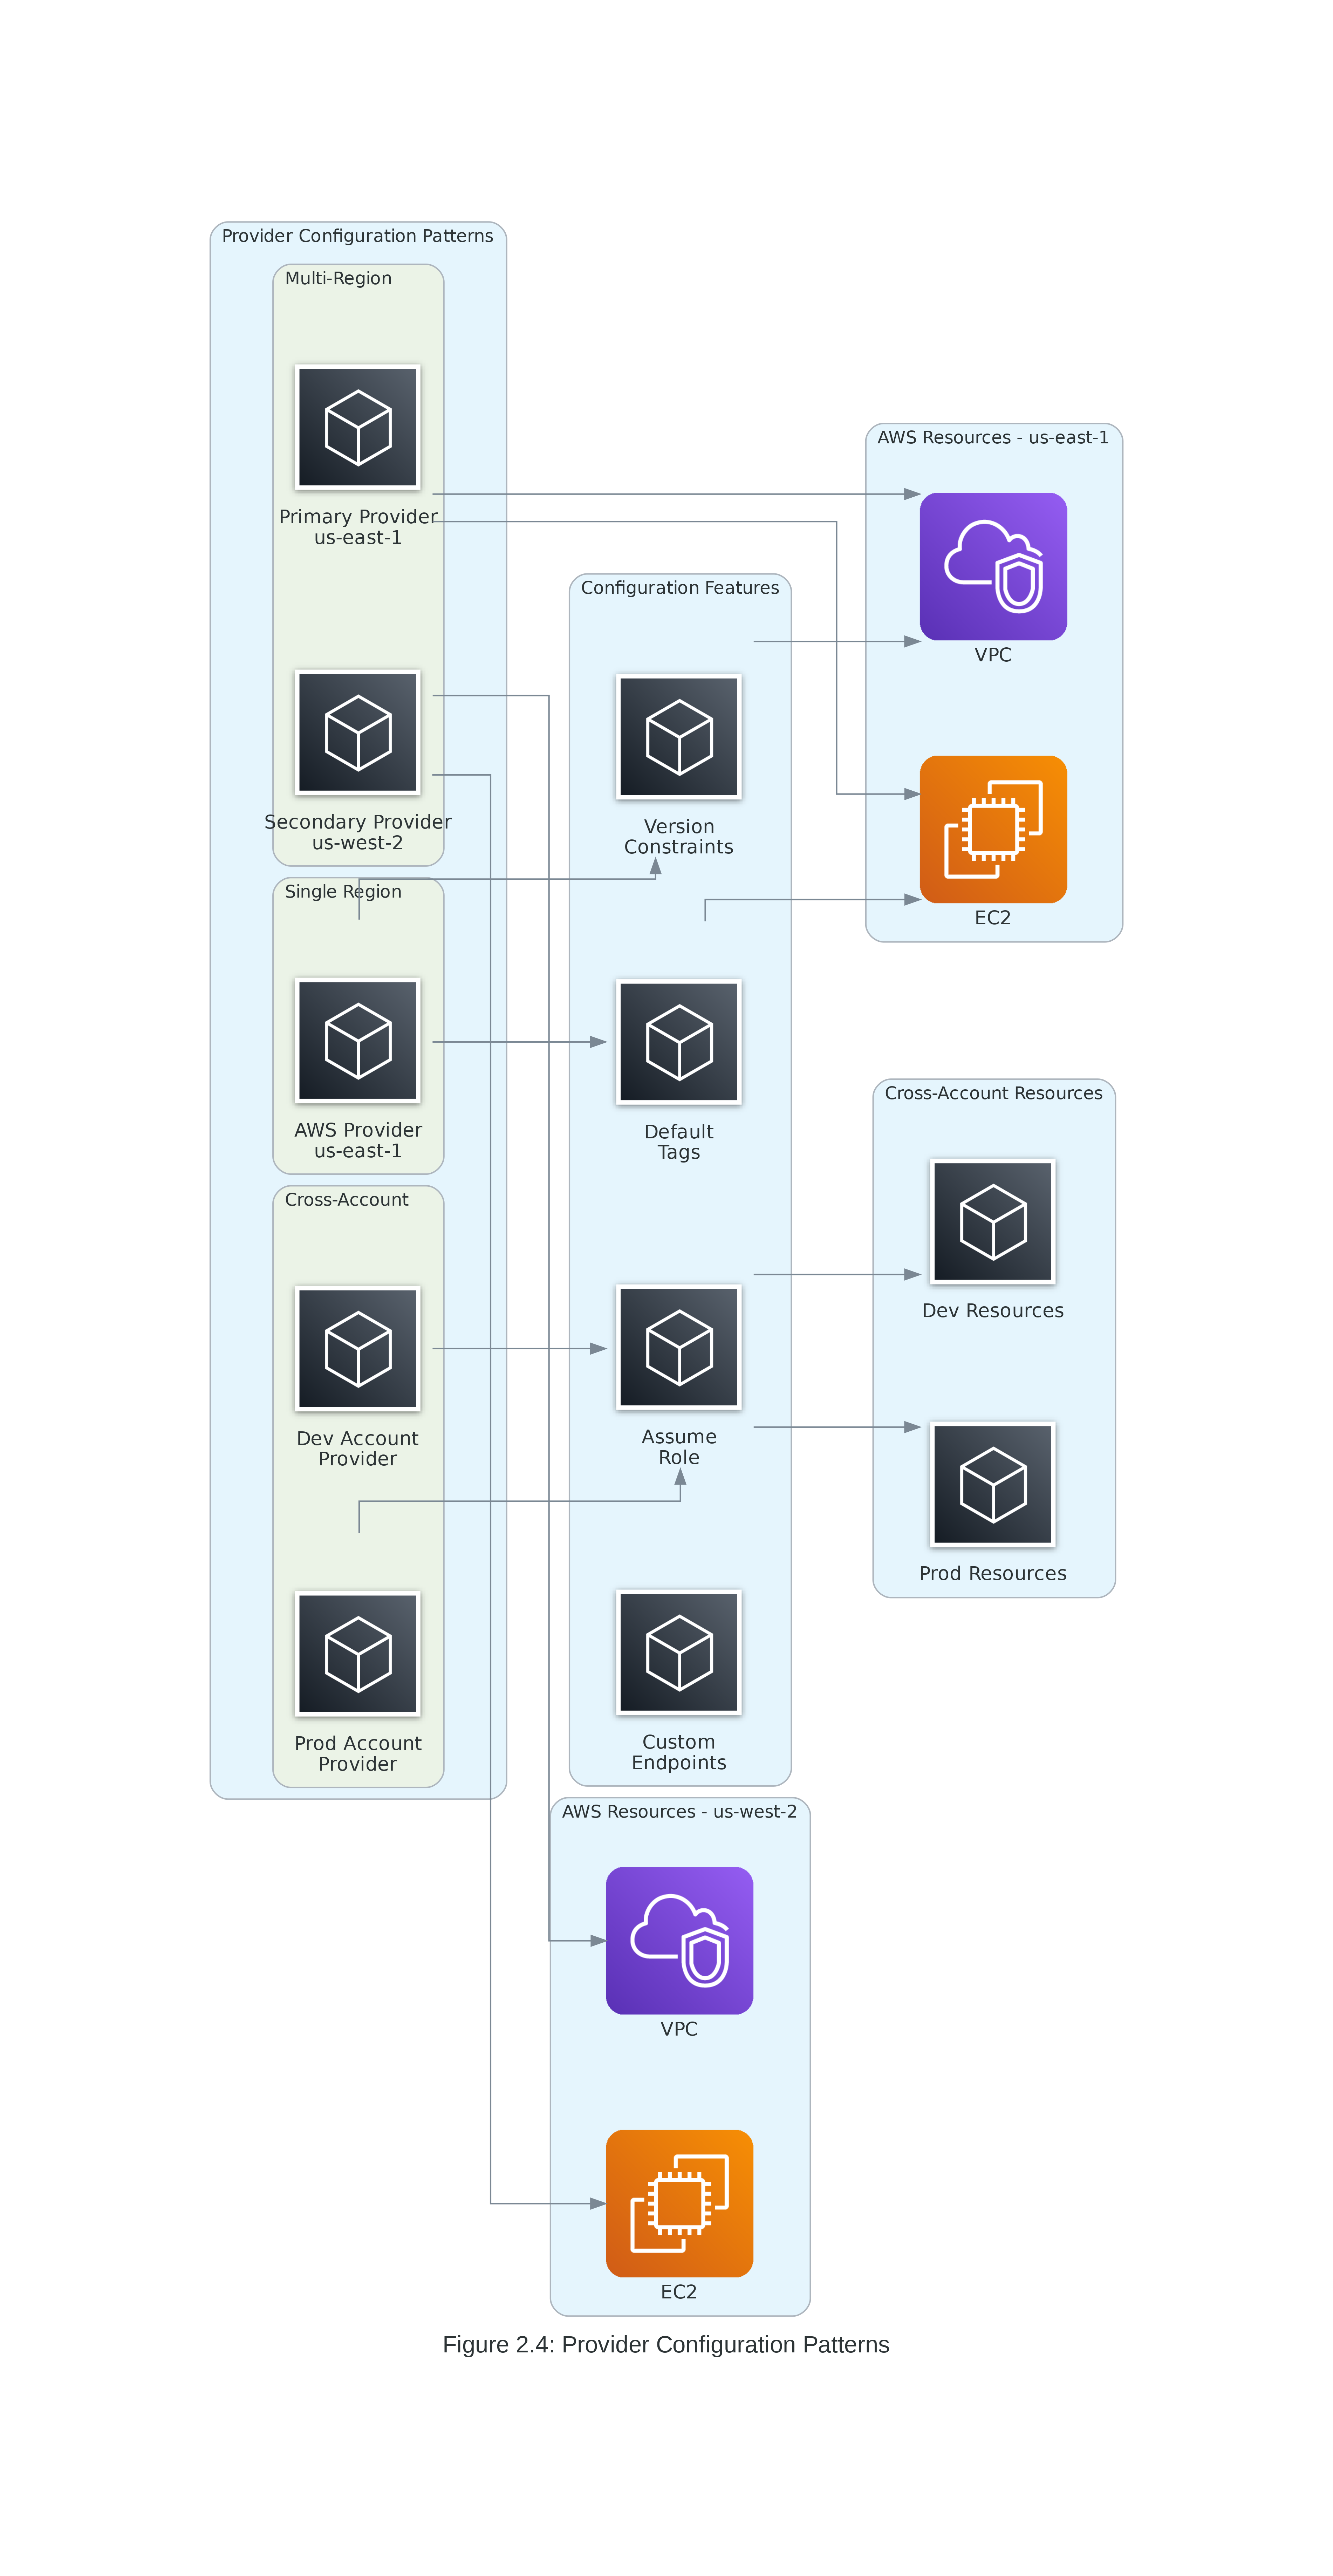 Provider Configuration Patterns
Multi-Region
Primary Provider
us-east-1
Secondary Provider
us-west-2
Single Region
AWS Provider
us-east-1
Cross-Account
Dev Account
Provider
Prod Account
Provider
Configuration Features
Version
Constraints
Default
Tags
Assume
Role
Custom
Endpoints
AWS Resources - us-east-1
VPC
EC2
Cross-Account Resources
Dev Resources
Prod Resources
AWS Resources - us-west-2
VPC
EC2
Figure 2.4: Provider Configuration Patterns